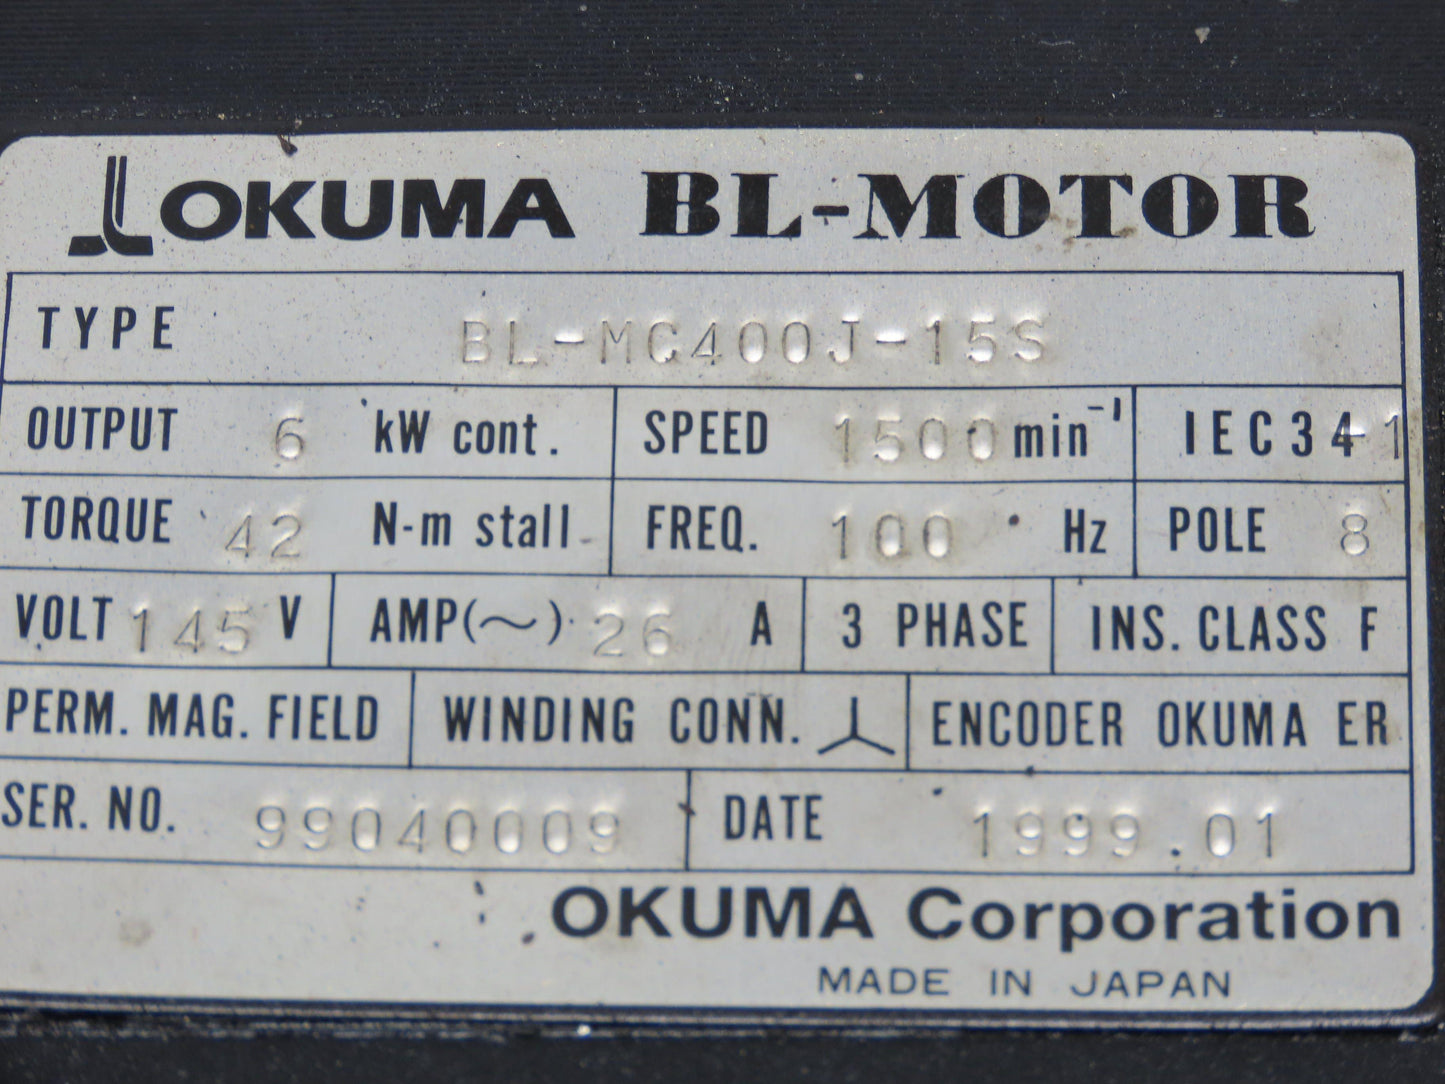 OKUMA BL-MOTOR
TYPE BL-MC400J-15S
OUTPUT 6 kW cont. SPEED 1500 min⁻¹ IEC34-1
TORQUE 42 N-m stall FREQ. 100 Hz POLE 8
VOLT 145 V AMP(~) 26 A 3 PHASE INS. CLASS F
PERM. MAG. FIELD WINDING CONN. ENCODER OKUMA ER
SER. NO. 99040009 DATE 1999.01
OKUMA Corporation
MADE IN JAPAN